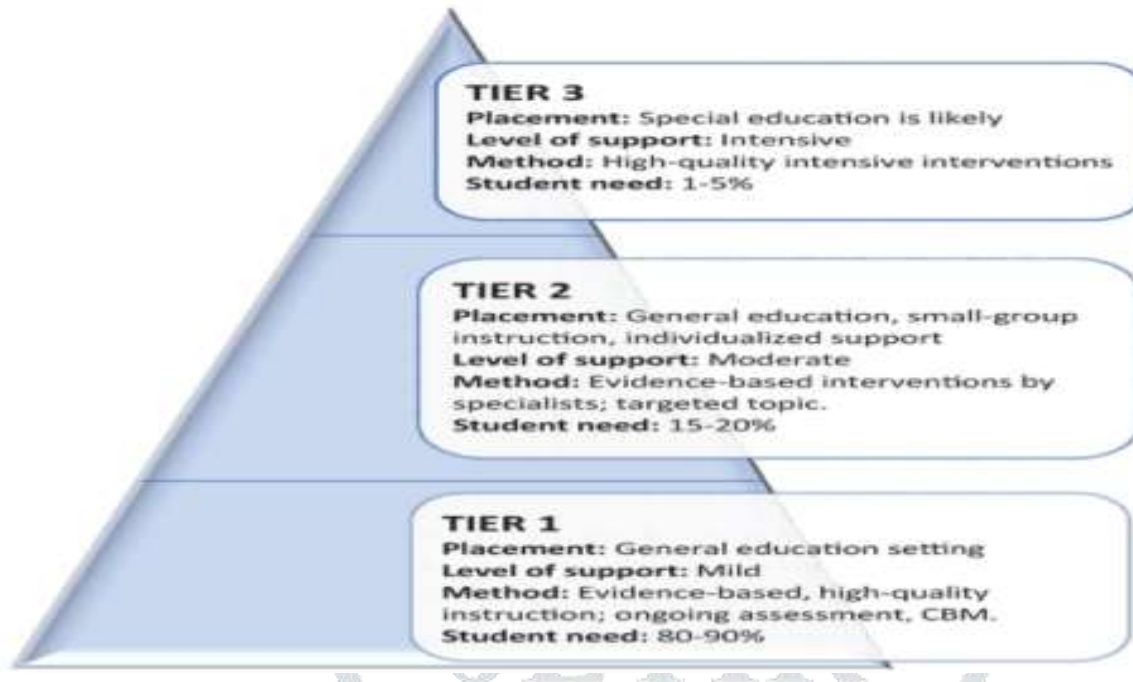 TIER 3
Placement: Special education is likely
Level of support: Intensive
Method: High-quality intensive interventions
Student need: 1-5%
TIER 2
Placement: General education, small-group
instruction, individualized support
Level of support: Moderate
Method: Evidence-based interventions by
specialists; targeted topic.
Student need: 15-20%
TIER 1
Placement: General education setting
Level of support: Mild
Method: Evidence-based, high-quality
instruction; ongoing assessment, CBM.
Student need: 80-90%